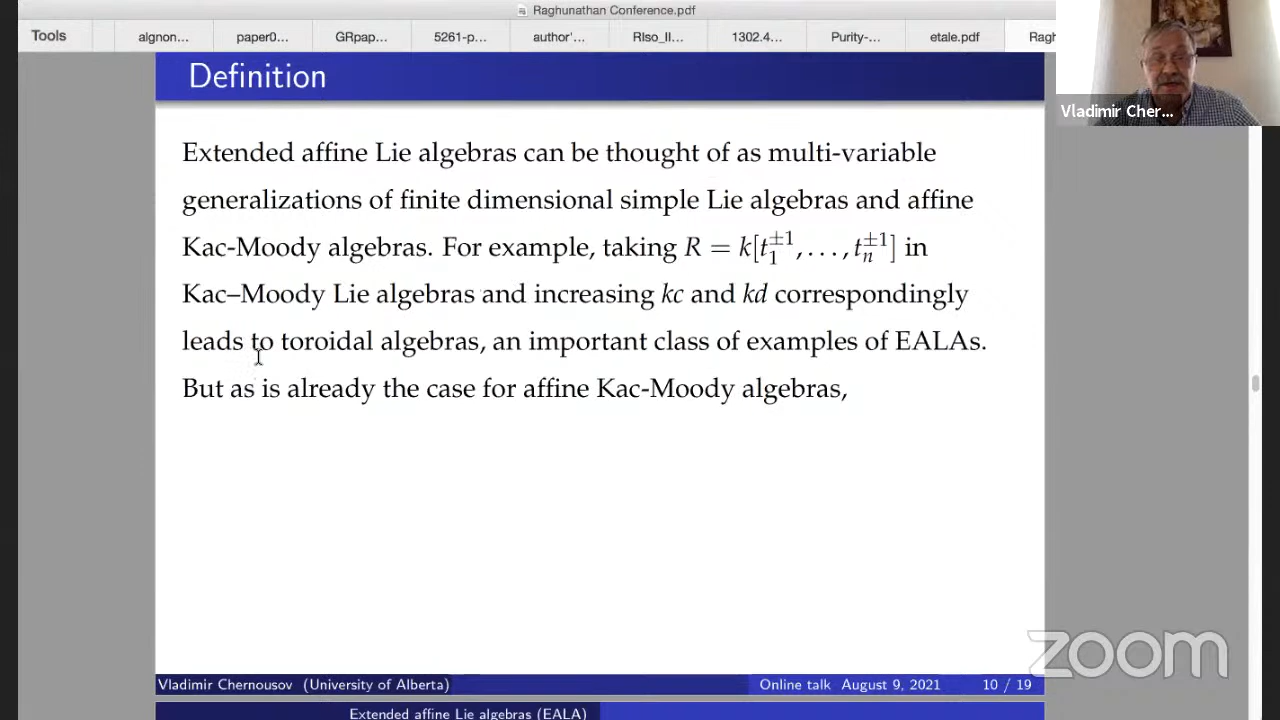 Raghunathan Conference.pdf
Tools algnon... paper0... GRpap... 5261-p... author'... RIso_II... 1302.4... Purity-... etale.pdf Ragh
Vladimir Cher...
Definition
Extended affine Lie algebras can be thought of as multi-variable
generalizations of finite dimensional simple Lie algebras and affine
Kac-Moody algebras. For example, taking R = k[t₁^{±1}, . . . , tₙ^{±1}] in
Kac–Moody Lie algebras and increasing kc and kd correspondingly
leads to toroidal algebras, an important class of examples of EALAs.
But as is already the case for affine Kac-Moody algebras,
zoom
Vladimir Chernousov (University of Alberta) Online talk August 9, 2021 10 / 19
Extended affine Lie algebras (EALA)